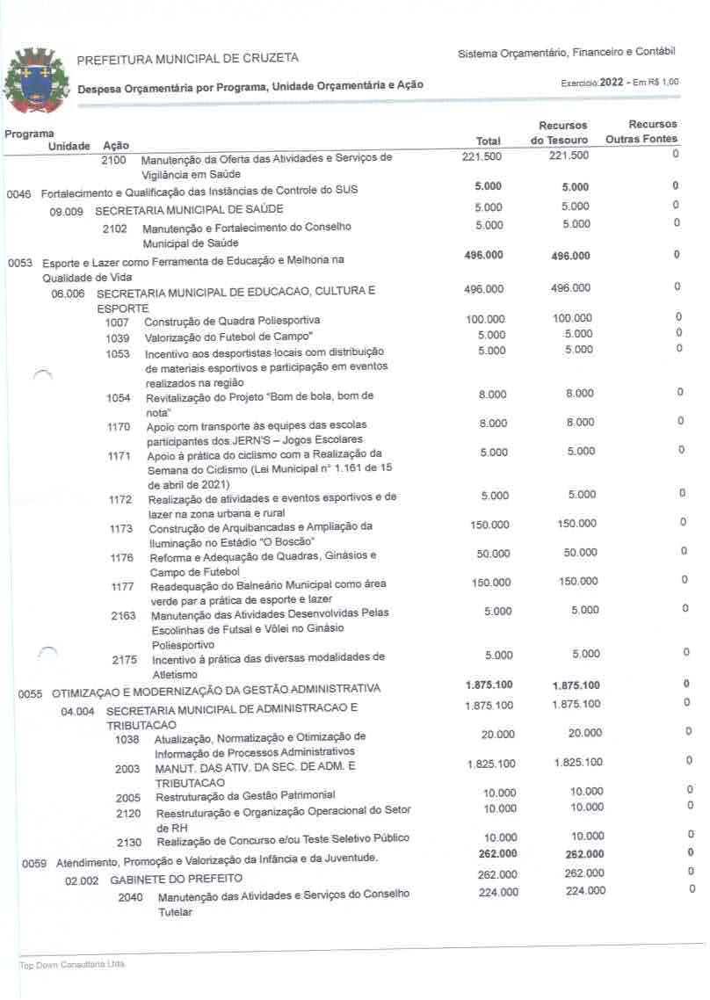 PREFEITURA MUNICIPAL DE CRUZETA
Sistema Orçamentário, Financeiro e Contábil
Despesa Orçamentária por Programa, Unidade Orçamentária e Ação
Exercício:2022 - Em R$ 1,00
Programa
Unidade Ação
Total
Recursos do Tesouro
Recursos Outras Fontes
2100 Manutenção da Oferta das Atividades e Serviços de 221.500 221.500 0
Vigilância em Saúde
0046 Fortalecimento e Qualificação das Instâncias de Controle do SUS 5.000 5.000 0
09.009 SECRETARIA MUNICIPAL DE SAÚDE 5.000 5.000 0
2102 Manutenção e Fortalecimento do Conselho 5.000 5.000 0
Municipal de Saúde
0053 Esporte e Lazer como Ferramenta de Educação e Melhoria na 496.000 496.000 0
Qualidade de Vida
06.006 SECRETARIA MUNICIPAL DE EDUCACAO, CULTURA E 496.000 496.000 0
ESPORTE
1007 Construção de Quadra Poliesportiva 100.000 100.000 0
1039 Valorização do Futebol de Campo" 5.000 5.000 0
1053 Incentivo aos desportistas locais com distribuição 5.000 5.000 0
de materiais esportivos e participação em eventos
realizados na região
1054 Revitalização do Projeto "Bom de bola, bom de 8.000 8.000 0
nota"
1170 Apoio com transporte às equipes das escolas 8.000 8.000 0
participantes dos JERN'S – Jogos Escolares
1171 Apoio à prática do ciclismo com a Realização da 5.000 5.000 0
Semana do Ciclismo (Lei Municipal n° 1.161 de 15
de abril de 2021)
1172 Realização de atividades e eventos esportivos e de 5.000 5.000 0
lazer na zona urbana e rural
1173 Construção de Arquibancadas e Ampliação da 150.000 150.000 0
Iluminação no Estádio "O Boscão"
1176 Reforma e Adequação de Quadras, Ginásios e 50.000 50.000 0
Campo de Futebol
1177 Readequação do Balneário Municipal como área 150.000 150.000 0
verde par a prática de esporte e lazer
2163 Manutenção das Atividades Desenvolvidas Pelas 5.000 5.000 0
Escolinhas de Futsal e Vôlei no Ginásio
Poliesportivo
2175 Incentivo à prática das diversas modalidades de 5.000 5.000 0
Atletismo
0055 OTIMIZAÇAO E MODERNIZAÇÃO DA GESTÃO ADMINISTRATIVA 1.875.100 1.875.100 0
04.004 SECRETARIA MUNICIPAL DE ADMINISTRACAO E 1.875.100 1.875.100 0
TRIBUTACAO
1038 Atualização, Normatização e Otimização de 20.000 20.000 0
Informação de Processos Administrativos
2003 MANUT. DAS ATIV. DA SEC. DE ADM. E 1.825.100 1.825.100 0
TRIBUTACAO
2005 Restruturação da Gestão Patrimonial 10.000 10.000 0
2120 Reestruturação e Organização Operacional do Setor 10.000 10.000 0
de RH
2130 Realização de Concurso e/ou Teste Seletivo Público 10.000 10.000 0
0059 Atendimento, Promoção e Valorização da Infância e da Juventude. 262.000 262.000 0
02.002 GABINETE DO PREFEITO 262.000 262.000 0
2040 Manutenção das Atividades e Serviços do Conselho 224.000 224.000 0
Tutelar
Top Down Consultoria Ltda.